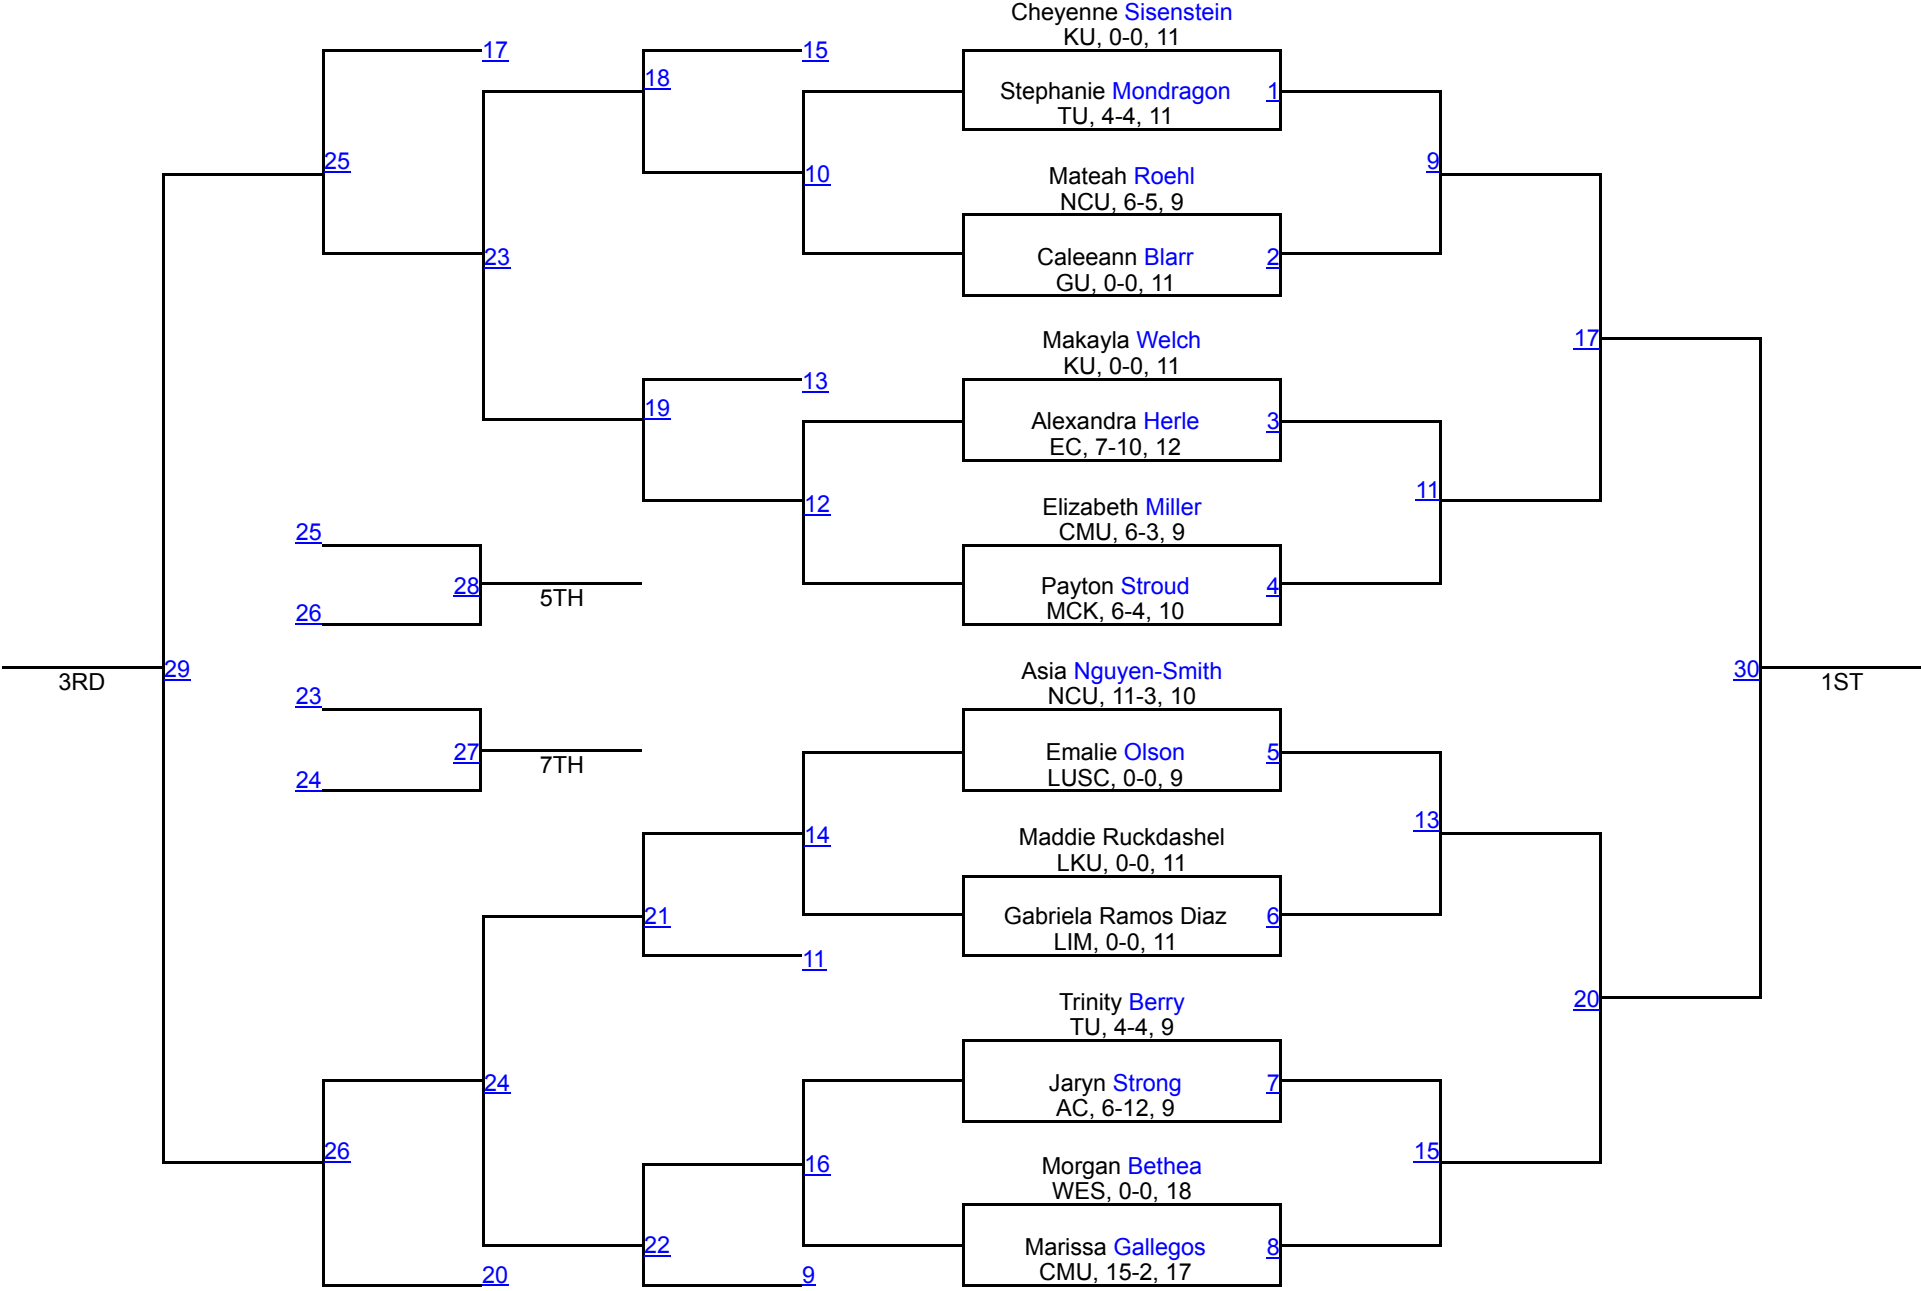 Cheyenne Sisenstein
KU, 0-0, 11
17
15
18
Stephanie Mondragon
1
TU, 4-4, 11
25
9
10
Mateah Roehl
NCU, 6-5, 9
23
Caleeann Blarr
2
GU, 0-0, 11
Makayla Welch
17
KU, 0-0, 11
13
19
Alexandra Herle
3
EC, 7-10, 12
11
12
Elizabeth Miller
25
CMU, 6-3, 9
28
5TH
Payton Stroud
4
26
MCK, 6-4, 10
29
3RD
Asia Nguyen-Smith
30
1ST
23
NCU, 11-3, 10
27
7TH
Emalie Olson
5
24
LUSC, 0-0, 9
13
14
Maddie Ruckdashel
LKU, 0-0, 11
21
Gabriela Ramos Diaz
6
LIM, 0-0, 11
11
Trinity Berry
20
TU, 4-4, 9
24
Jaryn Strong
7
AC, 6-12, 9
26
15
16
Morgan Bethea
WES, 0-0, 18
22
Marissa Gallegos
8
CMU, 15-2, 17
20
9